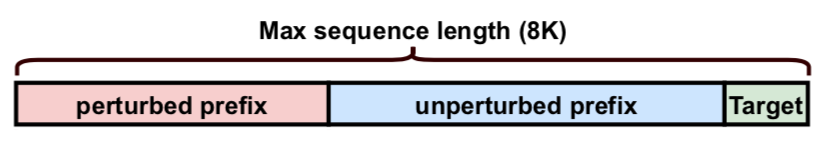 Max sequence length (8K)
perturbed prefix unperturbed prefix Target